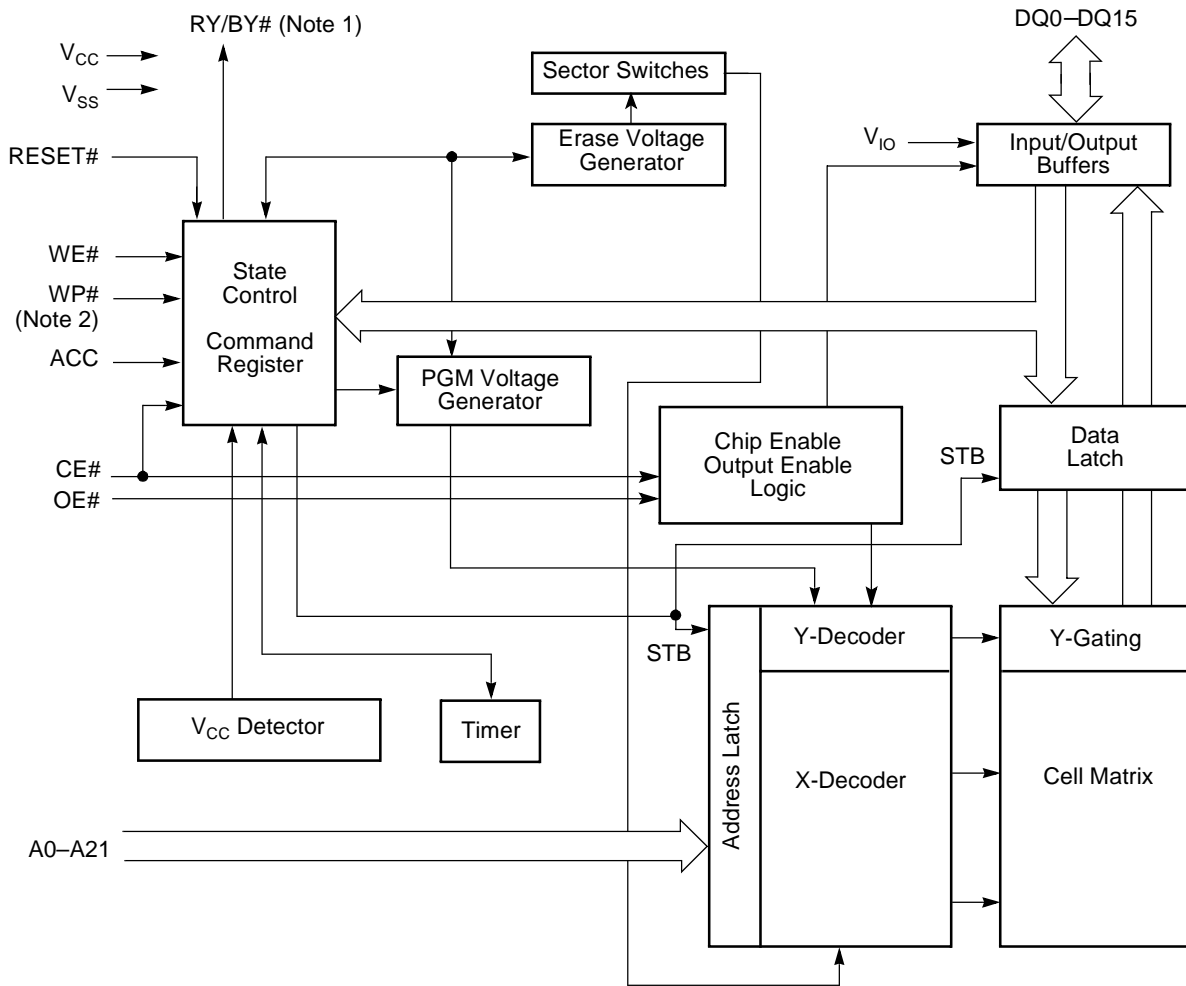 RY/BY# (Note 1)
DQ0–DQ15
VCC
VSS
Sector Switches
Erase Voltage
Generator
VIO
Input/Output
Buffers
RESET#
WE#
WP#
(Note 2)
ACC
State
Control
Command
Register
PGM Voltage
Generator
Chip Enable
Output Enable
Logic
STB
Data
Latch
CE#
OE#
STB
Address Latch
Y-Decoder
Y-Gating
VCC Detector
Timer
X-Decoder
Cell Matrix
A0–A21